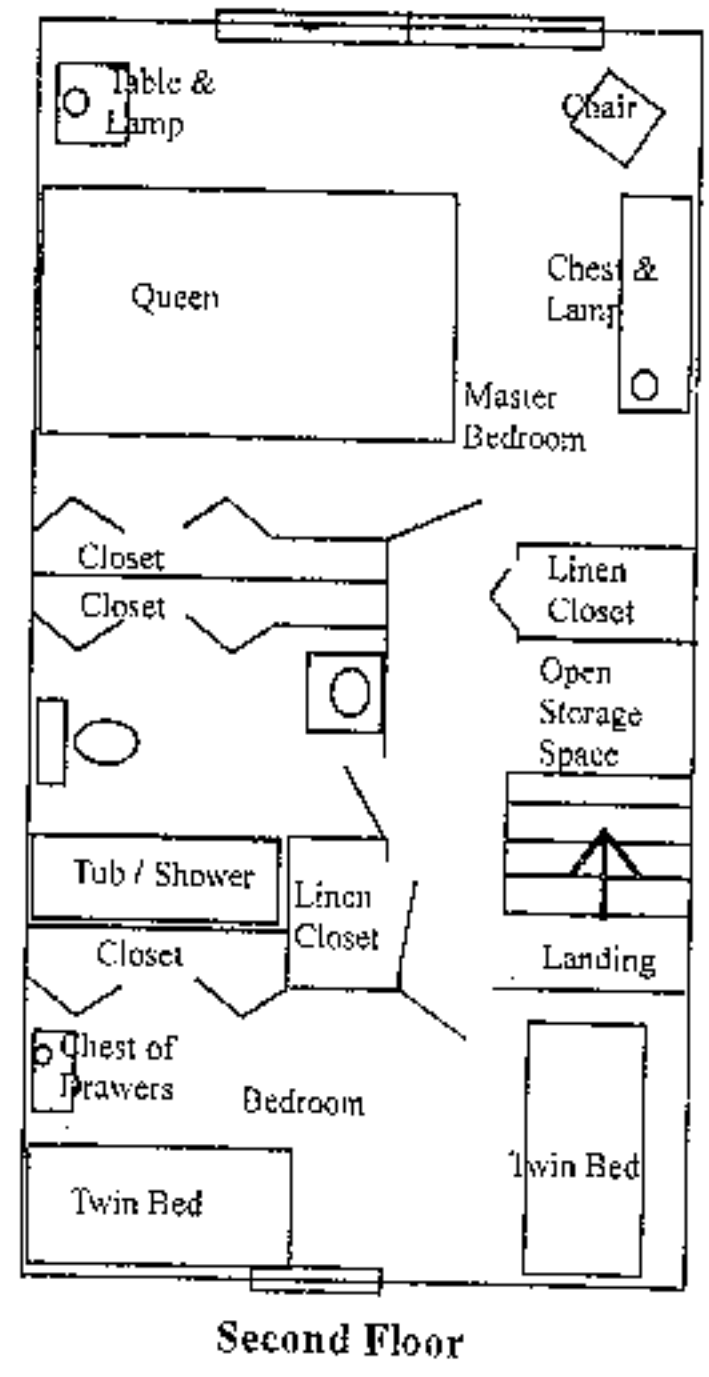 Table &
Lamp
Chair
Queen
Chest &
Lamp
Master
Bedroom
Closet
Closet
Linen
Closet
Open
Storage
Space
Tub / Shower
Linen
Closet
Closet
Landing
Chest of
Drawers
Bedroom
Twin Bed
Twin Bed
Second Floor